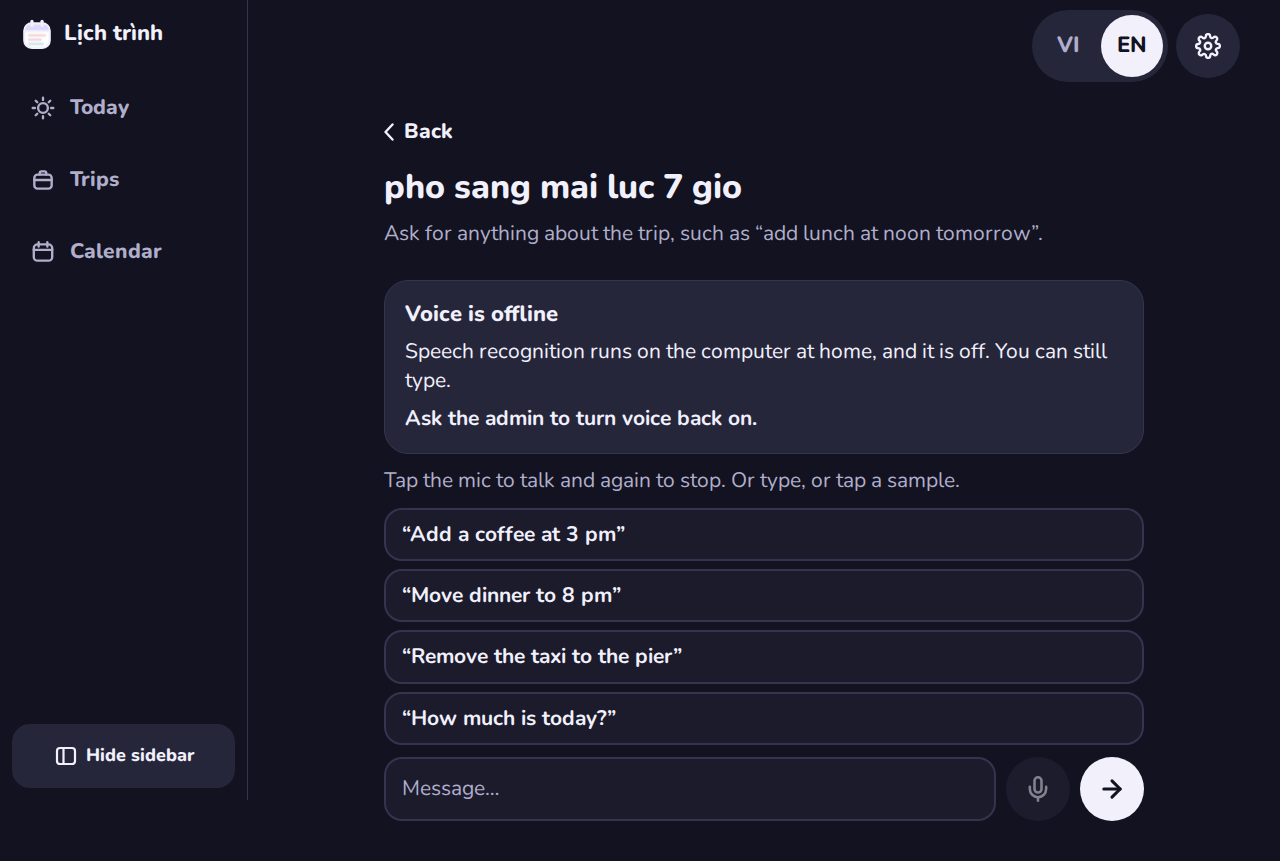 Lịch trình
VI
EN
Today
Trips
Calendar
Hide sidebar
Back
pho sang mai luc 7 gio
Ask for anything about the trip, such as “add lunch at noon tomorrow”.
Voice is offline
Speech recognition runs on the computer at home, and it is off. You can still
type.
Ask the admin to turn voice back on.
Tap the mic to talk and again to stop. Or type, or tap a sample.
“Add a coffee at 3 pm”
“Move dinner to 8 pm”
“Remove the taxi to the pier”
“How much is today?”
Message...